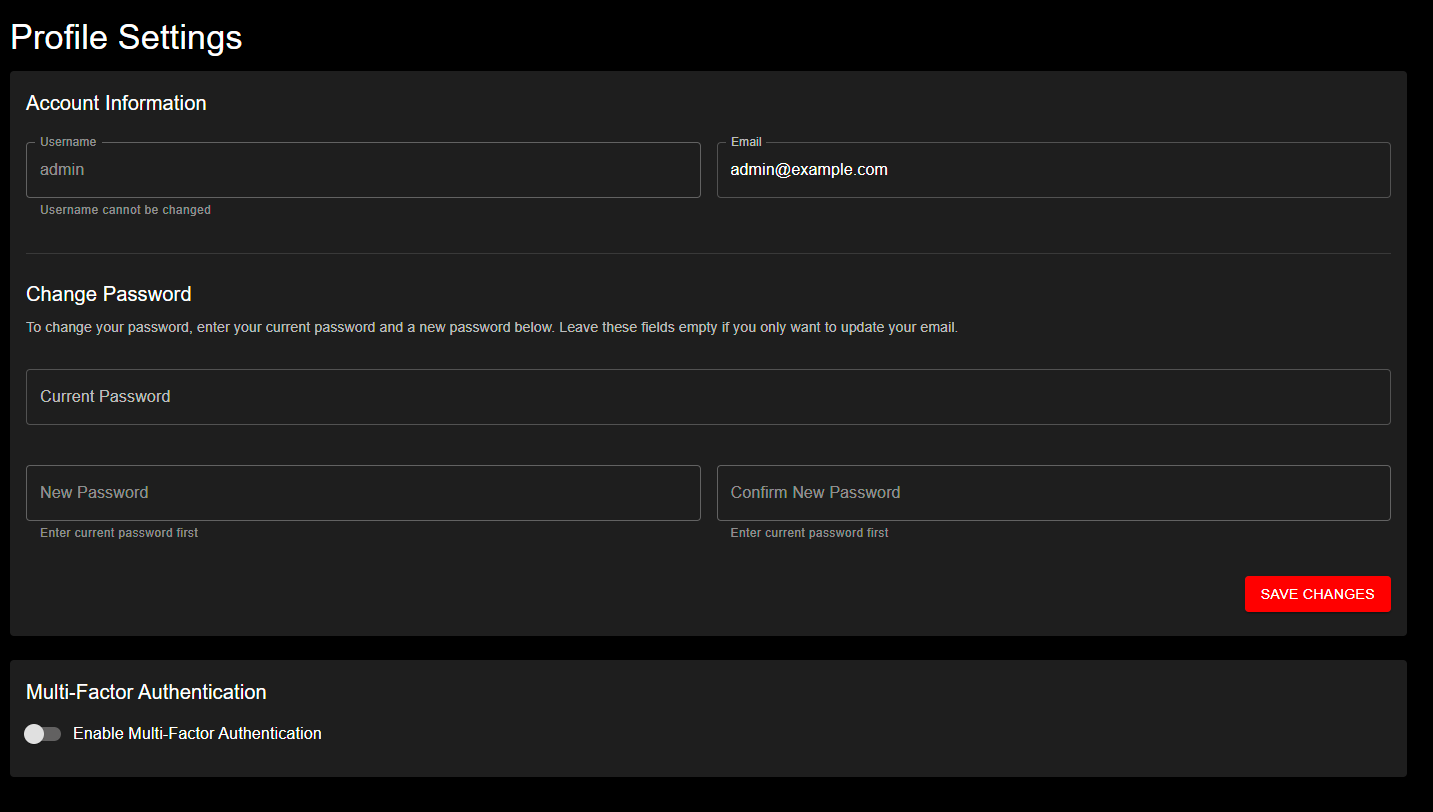 Profile Settings
Account Information
Username
admin
Username cannot be changed
Email
admin@example.com
Change Password
To change your password, enter your current password and a new password below. Leave these fields empty if you only want to update your email.
Current Password
New Password
Enter current password first
Confirm New Password
Enter current password first
SAVE CHANGES
Multi-Factor Authentication
Enable Multi-Factor Authentication